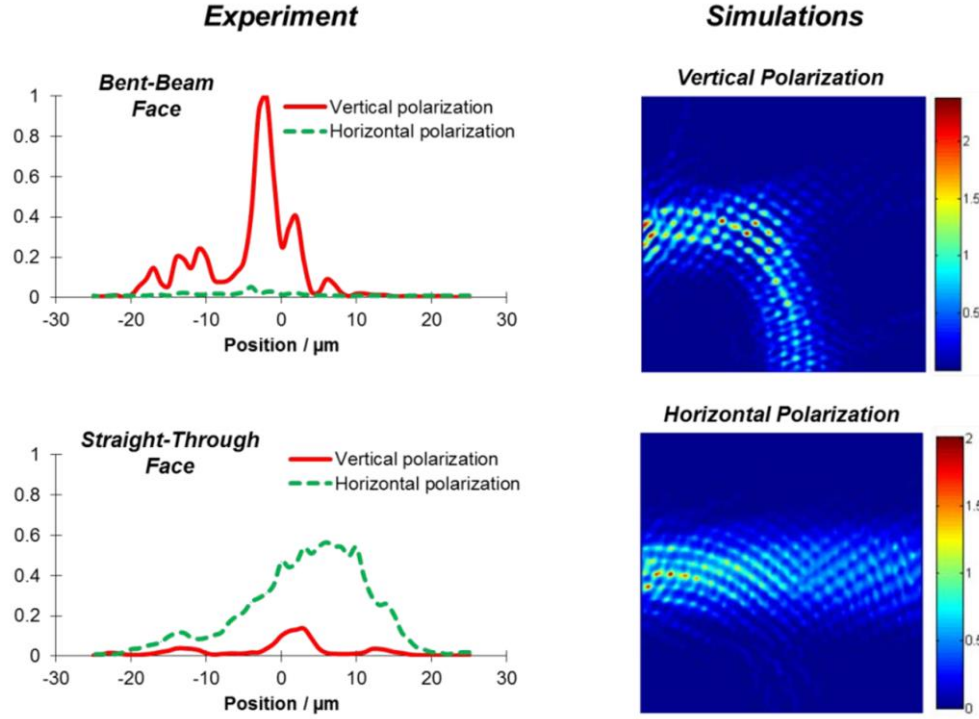 Experiment
Simulations
Bent-Beam
Face
Vertical polarization
Horizontal polarization
1
0.8
0.6
0.4
0.2
0
-30
-20
-10
0
10
20
30
Position / µm
Vertical Polarization
2
1.5
1
0.5
Straight-Through
Face
Vertical polarization
Horizontal polarization
1
0.8
0.6
0.4
0.2
0
-30
-20
-10
0
10
20
30
Position / µm
Horizontal Polarization
2
1.5
1
0.5
0